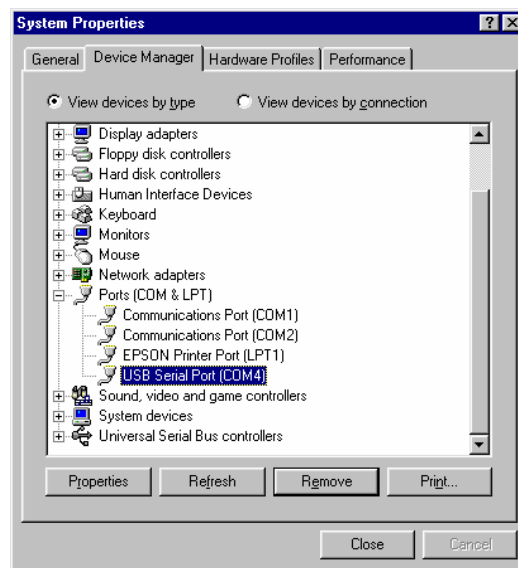 System Properties
General Device Manager Hardware Profiles Performance
View devices by type View devices by connection
Display adapters
Floppy disk controllers
Hard disk controllers
Human Interface Devices
Keyboard
Monitors
Mouse
Network adapters
Ports (COM & LPT)
Communications Port (COM1)
Communications Port (COM2)
EPSON Printer Port (LPT1)
USB Serial Port (COM4)
Sound, video and game controllers
System devices
Universal Serial Bus controllers
Properties Refresh Remove Print...
Close Cancel